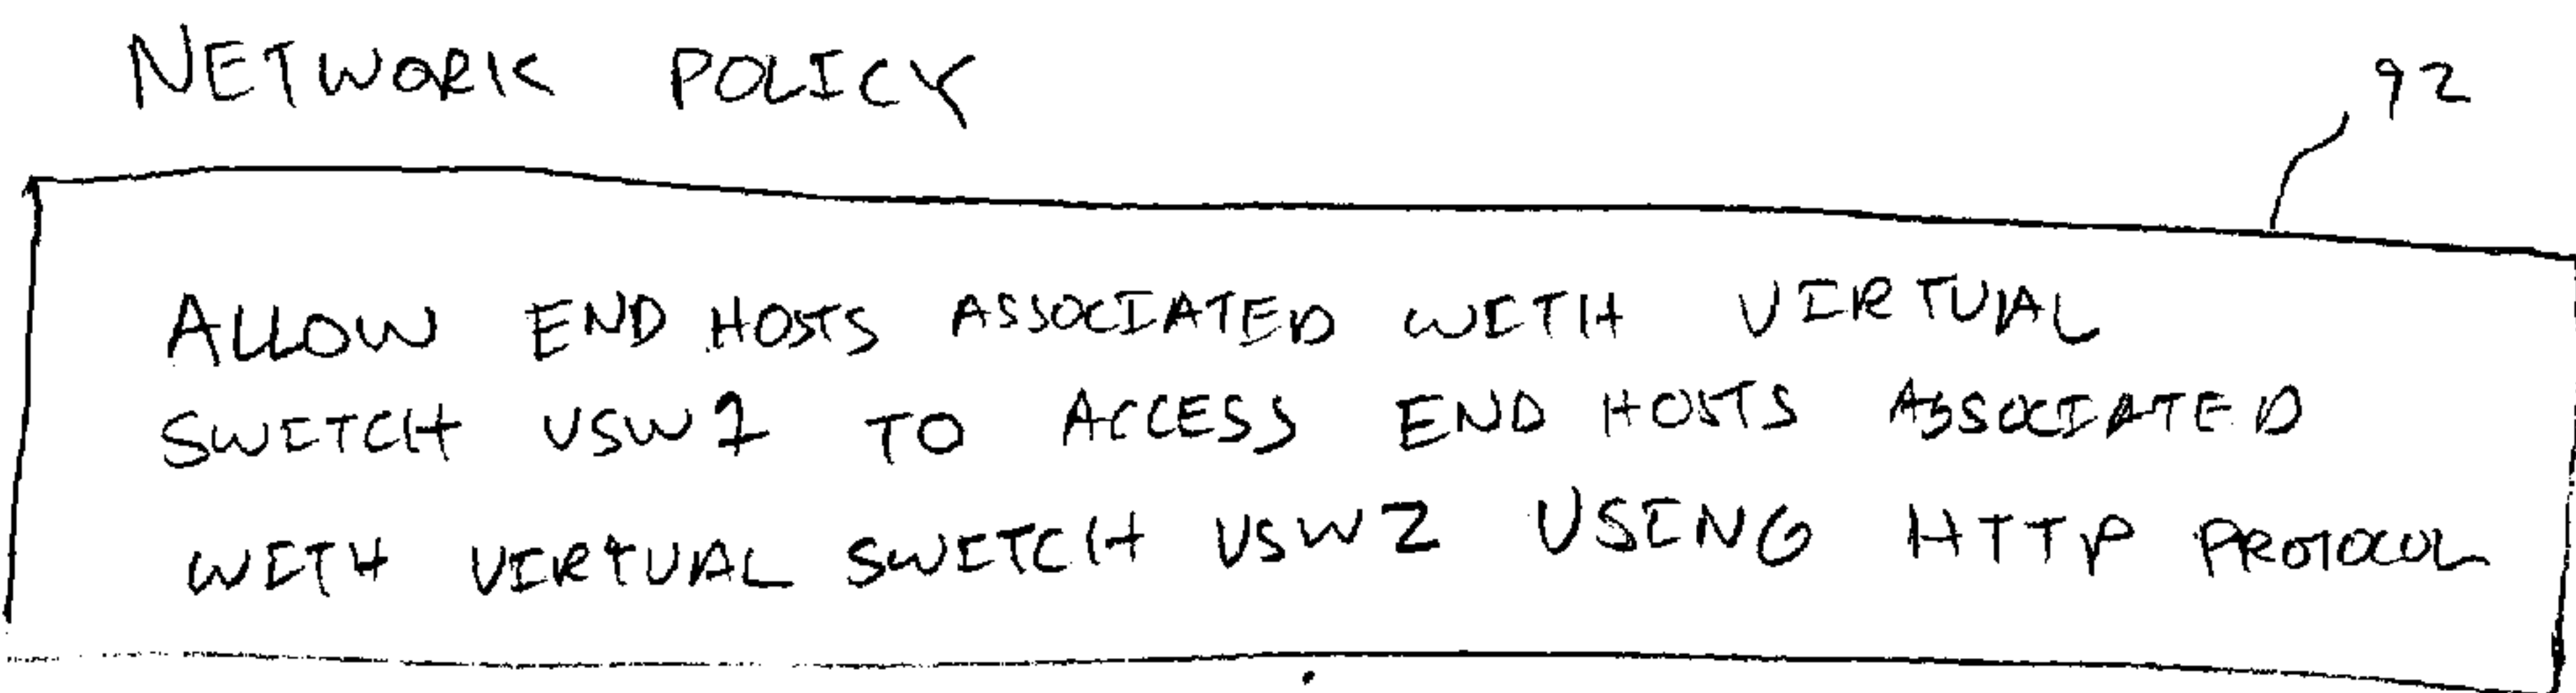 NETWORK POLICY
92
ALLOW END HOSTS ASSOCIATED WITH VIRTUAL
SWITCH VSW1 TO ACCESS END HOSTS ASSOCIATED
WITH VIRTUAL SWITCH VSW2 USING HTTP PROTOCOL